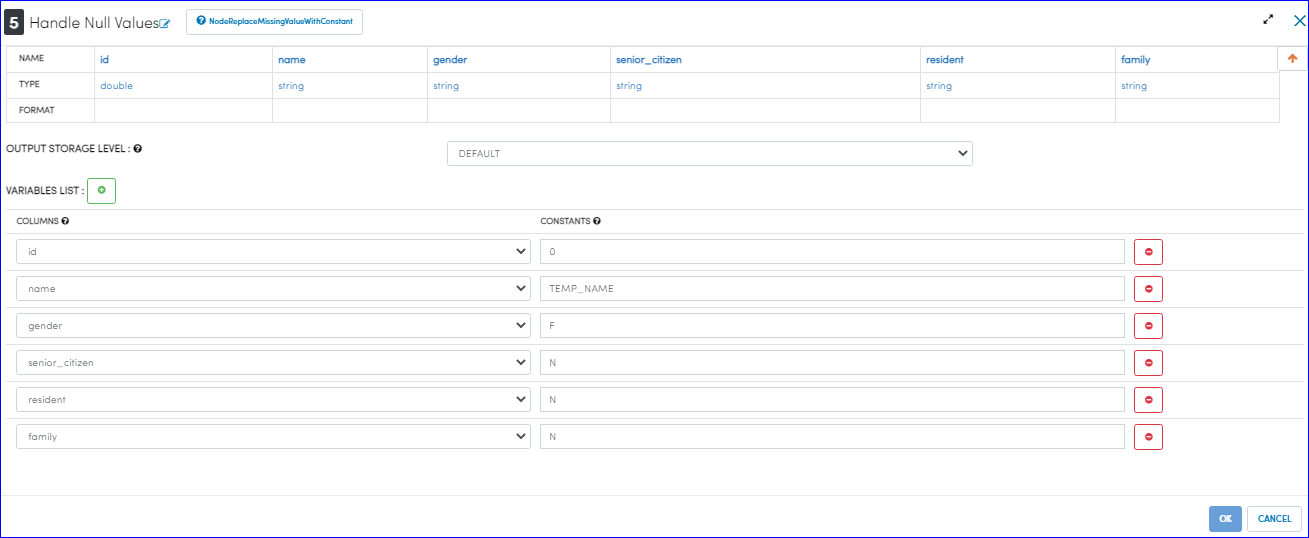 5 Handle Null Values NodeReplaceMissingValueWithConstant
NAME id name gender senior_citizen resident family
TYPE double string string string string string
FORMAT
OUTPUT STORAGE LEVEL : DEFAULT
VARIABLES LIST :
COLUMNS CONSTANTS
id 0
name TEMP_NAME
gender F
senior_citizen N
resident N
family N
OK CANCEL